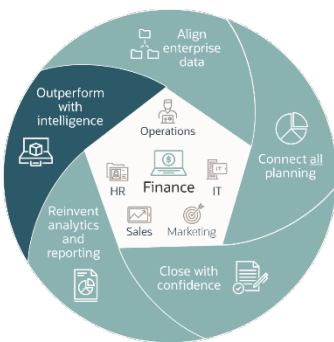 Align
enterprise
data
Outperform
with
intelligence
Operations
Connect all
planning
HR
Finance
IT
Sales
Marketing
Reinvent
analytics
and
reporting
Close with
confidence